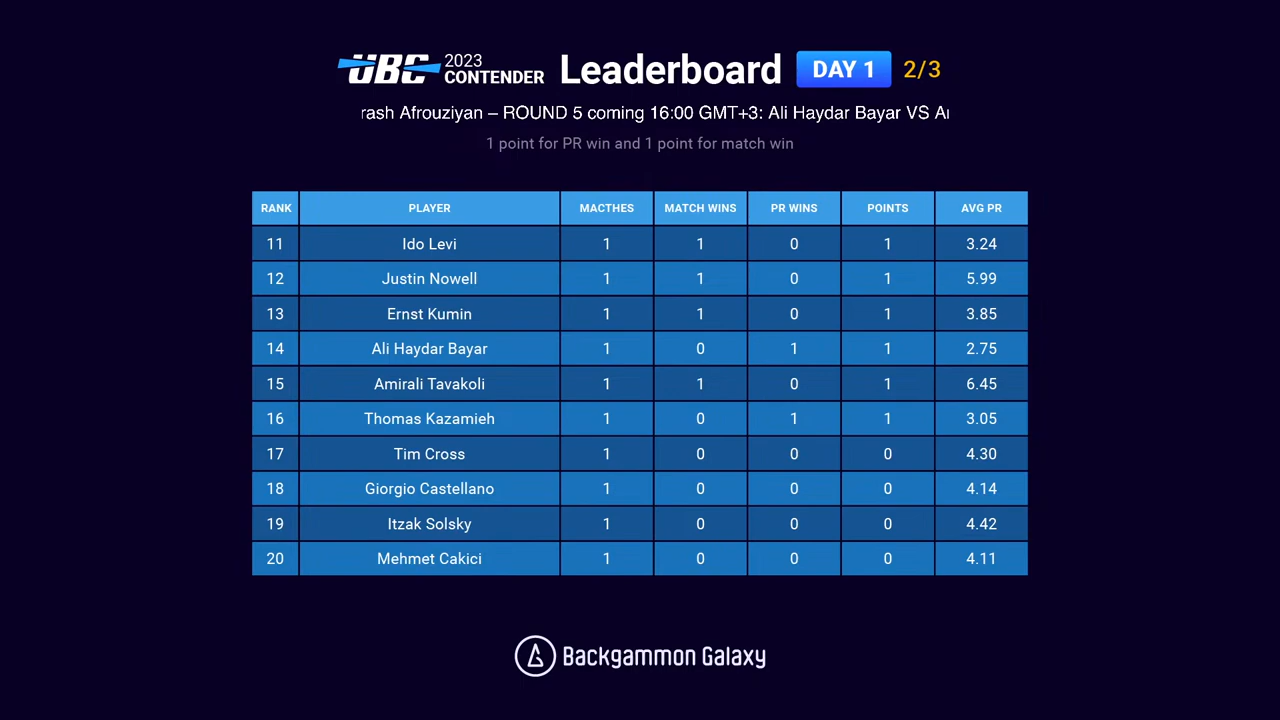 UBC 2023 CONTENDER Leaderboard DAY 1 2/3
rash Afrouziyan – ROUND 5 coming 16:00 GMT+3: Ali Haydar Bayar VS
1 point for PR win and 1 point for match win
RANK PLAYER MACTHES MATCH WINS PR WINS POINTS AVG PR
11 Ido Levi 1 1 0 1 3.24
12 Justin Nowell 1 1 0 1 5.99
13 Ernst Kumin 1 1 0 1 3.85
14 Ali Haydar Bayar 1 0 1 1 2.75
15 Amirali Tavakoli 1 1 0 1 6.45
16 Thomas Kazamieh 1 0 1 1 3.05
17 Tim Cross 1 0 0 0 4.30
18 Giorgio Castellano 1 0 0 0 4.14
19 Itzak Solsky 1 0 0 0 4.42
20 Mehmet Cakici 1 0 0 0 4.11
Backgammon Galaxy